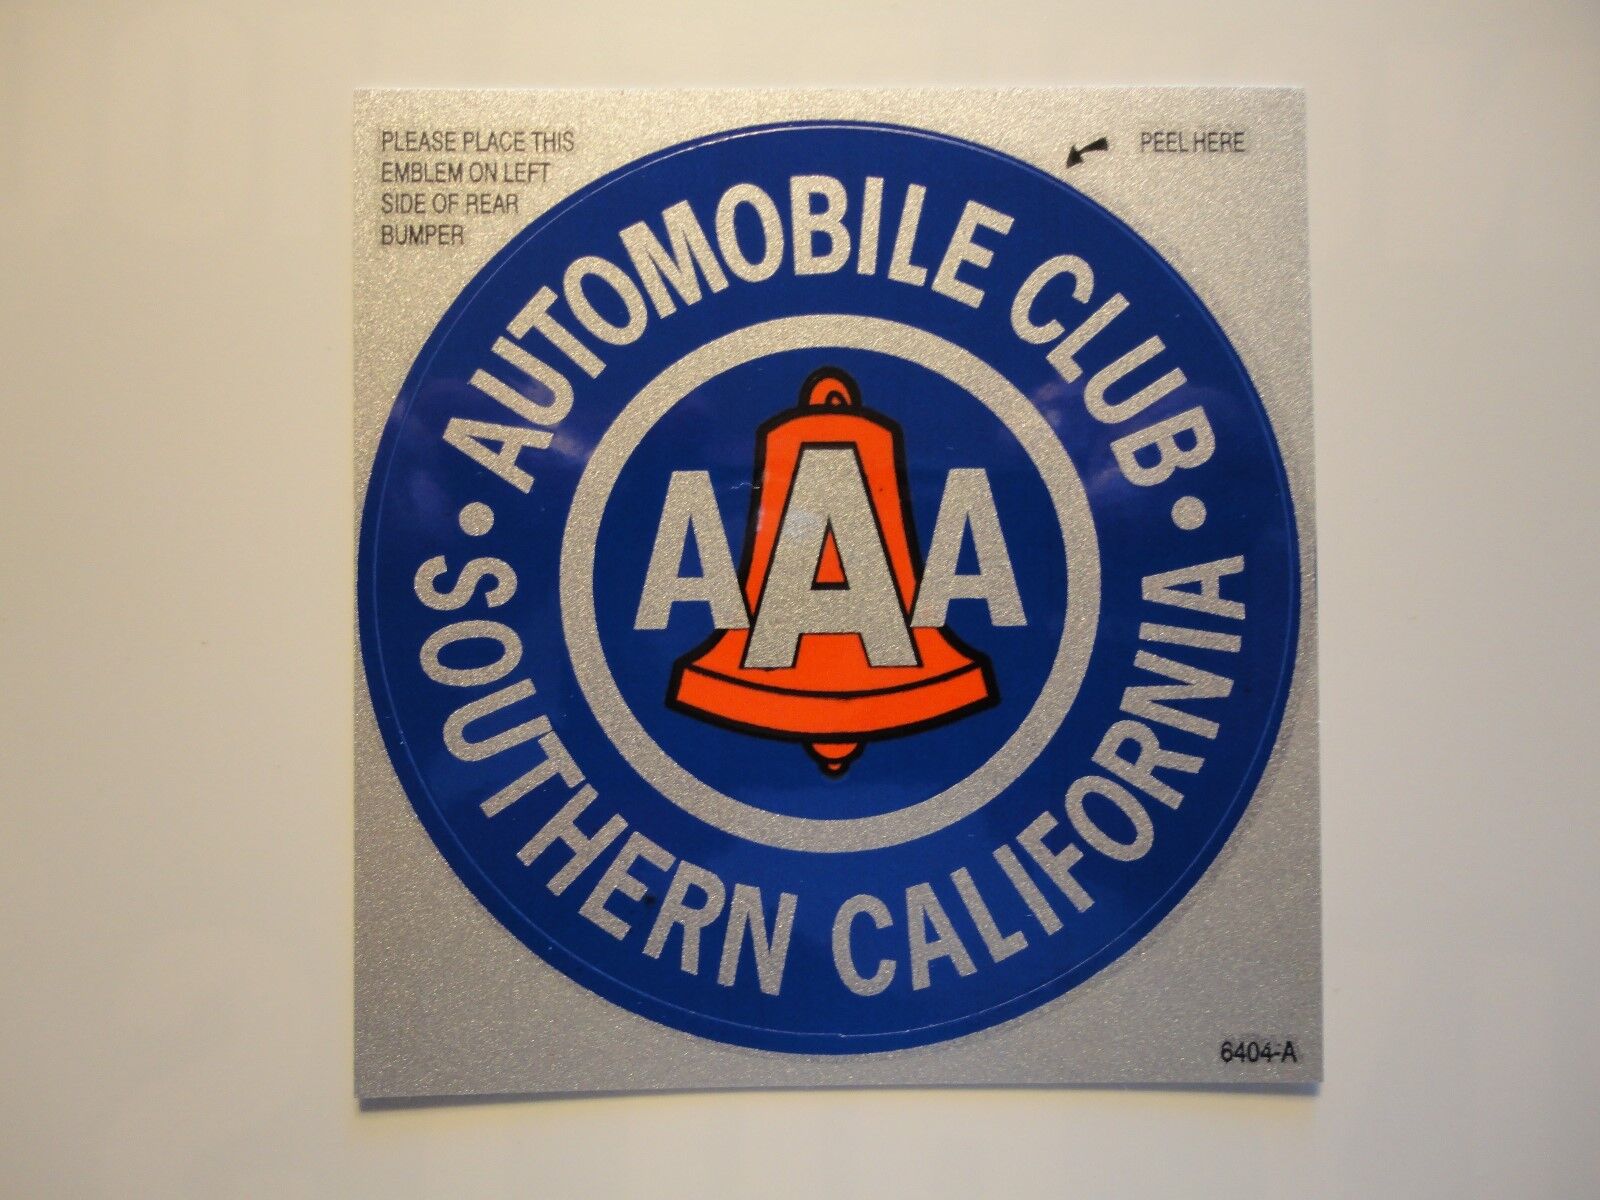 PLEASE PLACE THIS
EMBLEM ON LEFT
SIDE OF REAR
BUMPER
PEEL HERE
• AUTOMOBILE CLUB •
AAA
SOUTHERN CALIFORNIA
6404-A